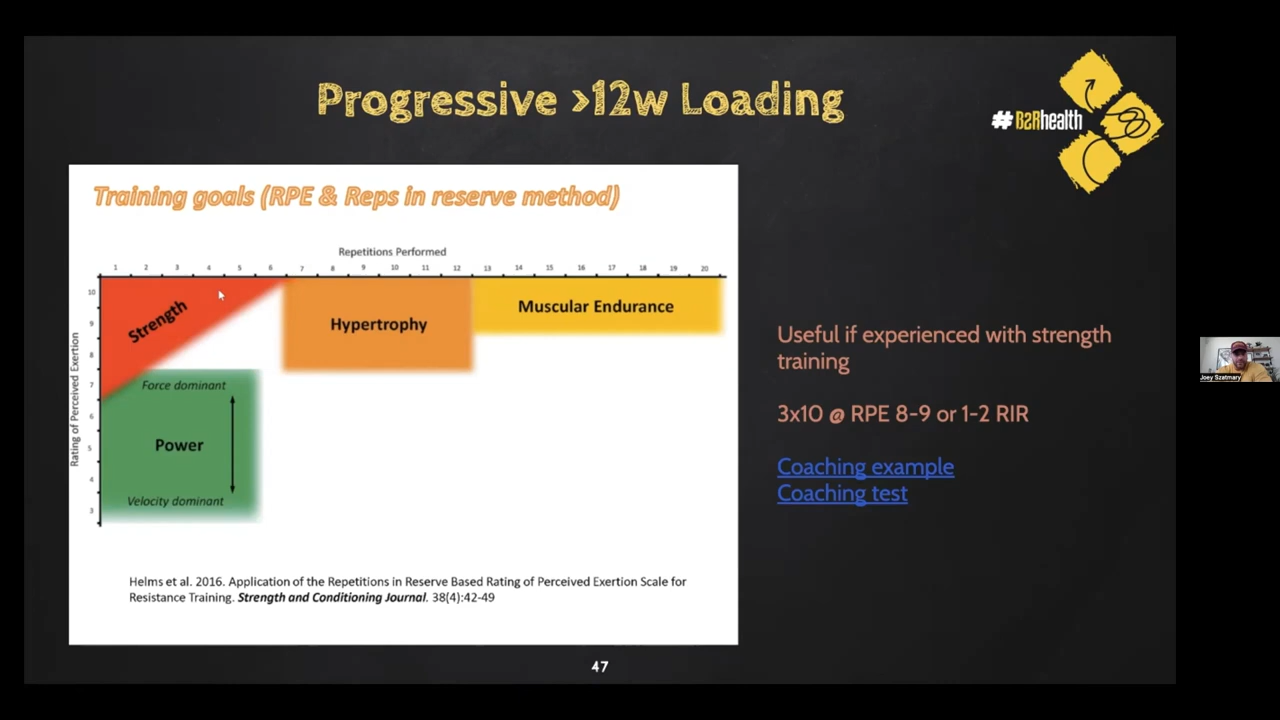 Progressive >12w Loading
# B2Rhealth
Training goals (RPE & Reps in reserve method)
Repetitions Performed
1 2 3 4 5 6 7 8 9 10 11 12 13 14 15 16 17 18 19 20
Rating of Perceived Exertion
10
9
8
7
6
5
4
3
Strength
Hypertrophy
Muscular Endurance
Force dominant
Power
Velocity dominant
Helms et al. 2016. Application of the Repetitions in Reserve Based Rating of Perceived Exertion Scale for
Resistance Training. Strength and Conditioning Journal. 38(4):42-49
Useful if experienced with strength
training
3x10 @ RPE 8-9 or 1-2 RIR
Coaching example
Coaching test
47
Joey Szatmary